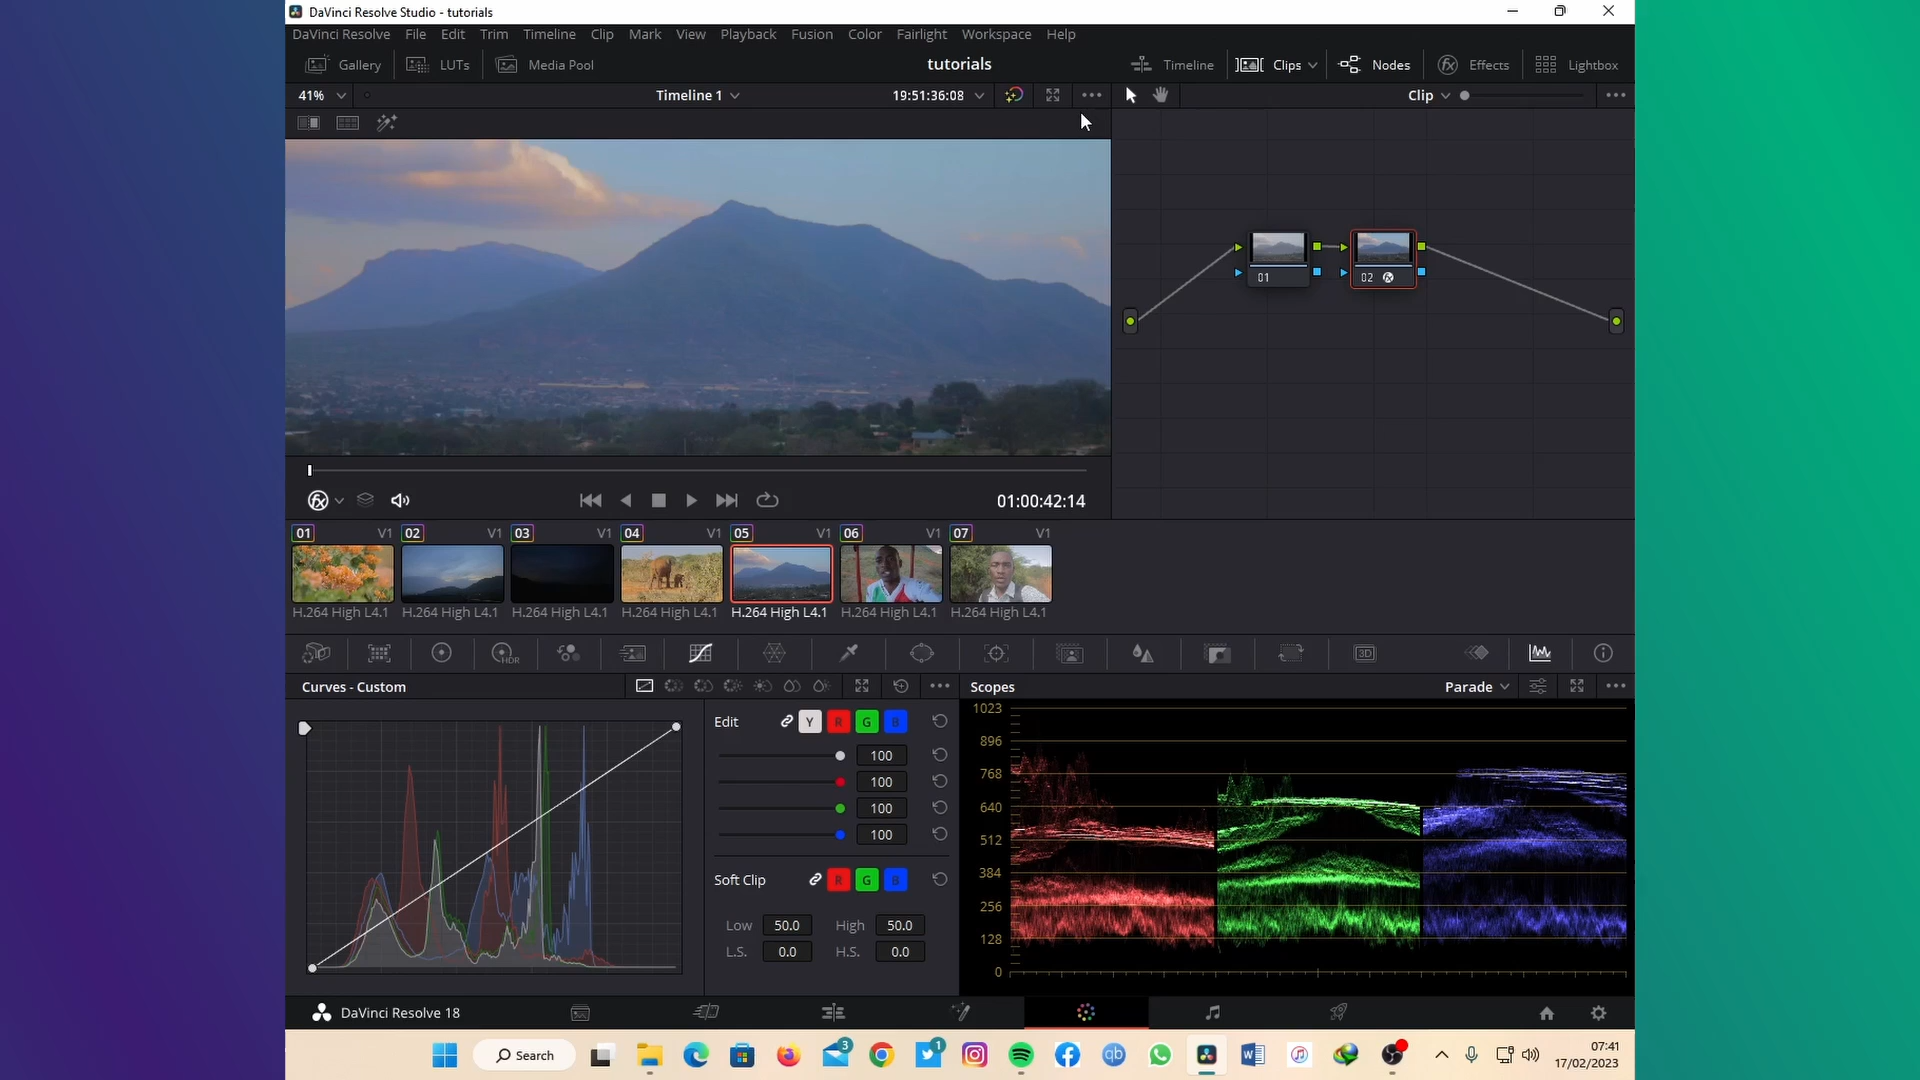 DaVinci Resolve Studio - tutorials
DaVinci Resolve File Edit Trim Timeline Clip Mark View Playback Fusion Color Fairlight Workspace Help
Gallery LUTs Media Pool tutorials Timeline Clips Nodes Effects Lightbox
41% Timeline 1 19:51:36:08 Clip
01 02
01:00:42:14
01 V1 02 V1 03 V1 04 V1 05 V1 06 V1 07 V1
H.264 High L4.1 H.264 High L4.1 H.264 High L4.1 H.264 High L4.1 H.264 High L4.1 H.264 High L4.1 H.264 High L4.1
HDR 3D
Curves - Custom Scopes Parade
Edit Y R G B
100
100
100
100
Soft Clip R G B
Low 50.0 High 50.0
L.S. 0.0 H.S. 0.0
1023
896
768
640
512
384
256
128
0
DaVinci Resolve 18
Search 3 1 qb W 07:41
17/02/2023